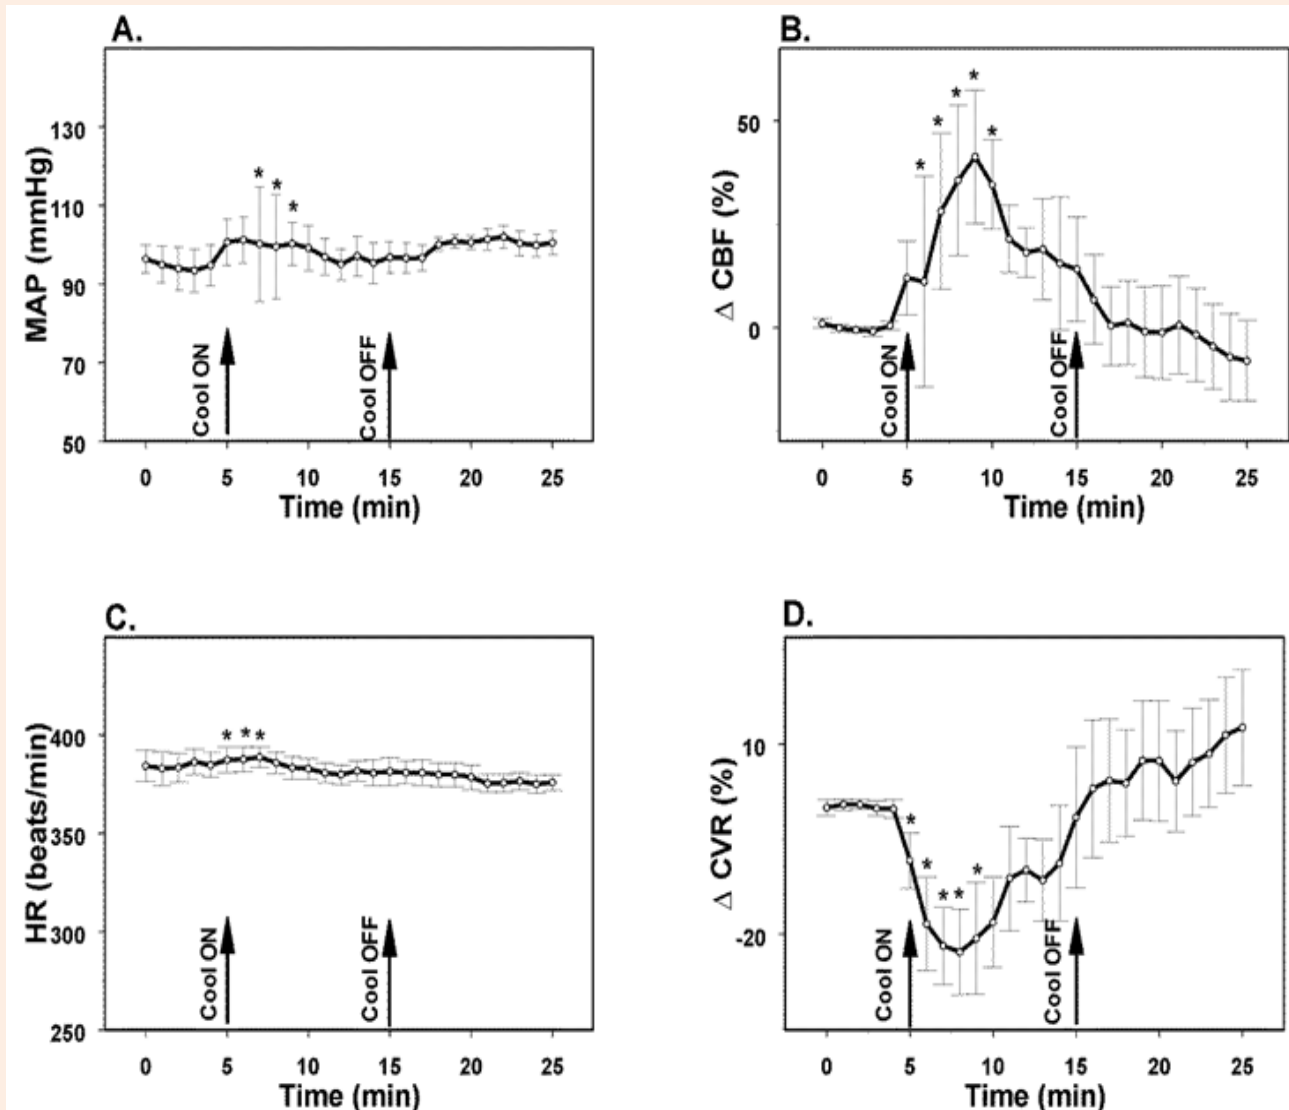 A.
MAP (mmHg)
130
110
90
70
50
* * *
Cool ON
Cool OFF
0 5 10 15 20 25
Time (min)
B.
Δ CBF (%)
50
0
* * * * *
Cool ON
Cool OFF
0 5 10 15 20 25
Time (min)
C.
HR (beats/min)
400
350
300
250
* * *
Cool ON
Cool OFF
0 5 10 15 20 25
Time (min)
D.
Δ CVR (%)
10
-20
* * * * *
Cool ON
Cool OFF
0 5 10 15 20 25
Time (min)